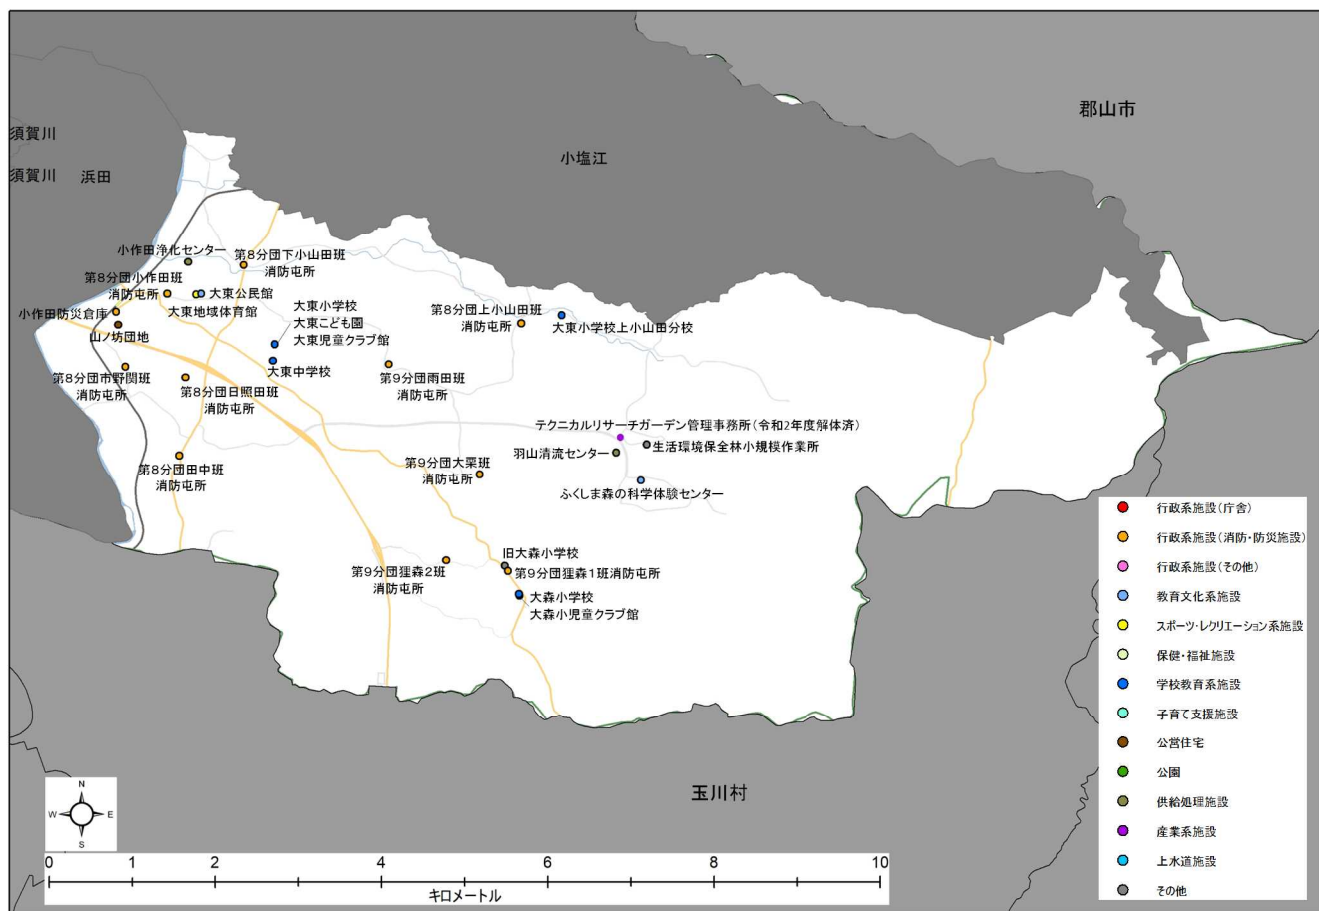 郡山市
須賀川
小塩江
須賀川
浜田
小作田浄化センター
第8分団下小山田班
消防屯所
第8分団小作田班
消防屯所
大東公民館
大東地域体育館
大東小学校
大東こども園
大東児童クラブ館
小作田防災倉庫
山ノ坊団地
第8分団上小山田班
消防屯所
大東小学校上小山田分校
大東中学校
第8分団市野関班
消防屯所
第8分団日照田班
消防屯所
第9分団雨田班
消防屯所
テクニカルリサーチガーデン管理事務所(令和2年度解体済)
生活環境保全林小規模作業所
羽山清流センター
第8分団田中班
消防屯所
第9分団大栗班
消防屯所
ふくしま森の科学体験センター
旧大森小学校
第9分団狸森2班
消防屯所
第9分団狸森1班消防屯所
大森小学校
大森小児童クラブ館
玉川村
行政系施設(庁舎)
行政系施設(消防・防災施設)
行政系施設(その他)
教育文化系施設
スポーツ・レクリエーション系施設
保健・福祉施設
学校教育系施設
子育て支援施設
公営住宅
公園
供給処理施設
産業系施設
上水道施設
その他
N
W E
S
0 2 4 6 8 10
キロメートル